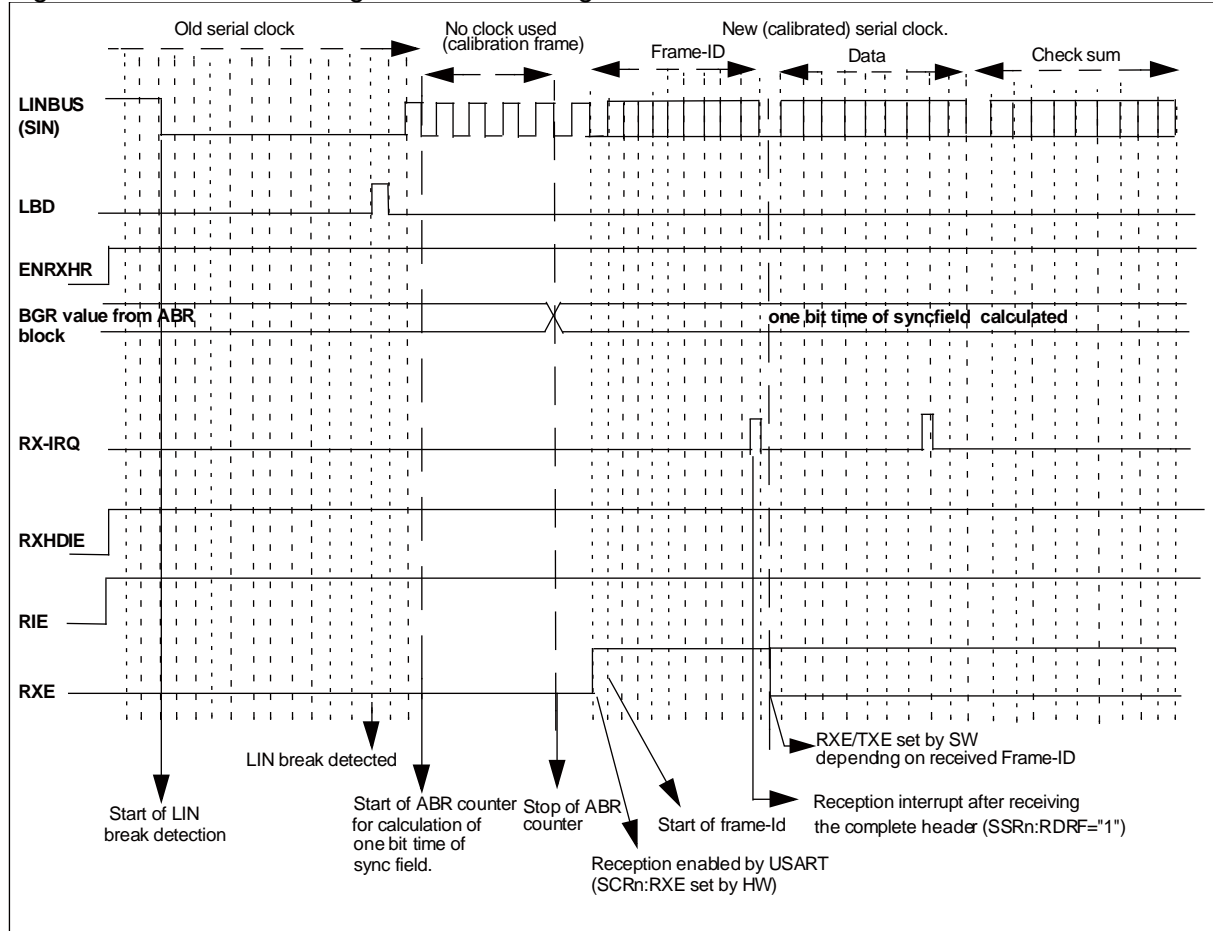 Old serial clock
No clock used
(calibration frame)
New (calibrated) serial clock.
Frame-ID
Data
Check sum
LINBUS
(SIN)
LBD
ENRXHR
BGR value from ABR
block
one bit time of syncfield calculated
RX-IRQ
RXHDIE
RIE
RXE
LIN break detected
RXE/TXE set by SW
depending on received Frame-ID
Start of LIN
break detection
Start of ABR counter
for calculation of
one bit time of
sync field.
Stop of ABR
counter
Start of frame-Id
Reception interrupt after receiving
the complete header (SSRn:RDRF="1")
Reception enabled by USART
(SCRn:RXE set by HW)